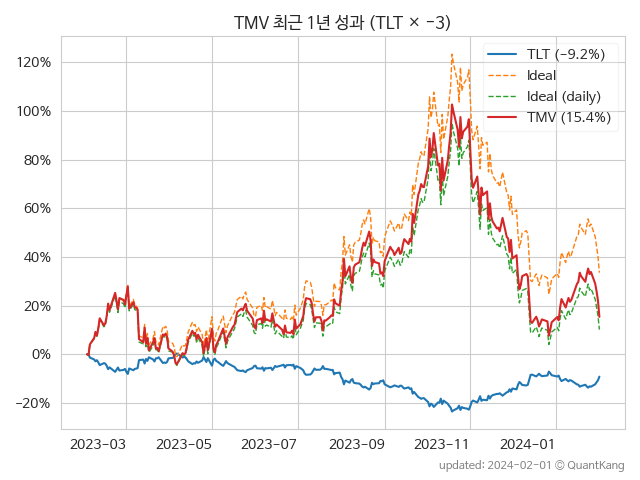 TMV 최근 1년 성과 (TLT × −3)
TLT (−9.2%)
Ideal
Ideal (daily)
TMV (15.4%)
120%
100%
80%
60%
40%
20%
0%
−20%
2023-03 2023-05 2023-07 2023-09 2023-11 2024-01
updated: 2024-02-01 © QuantKang